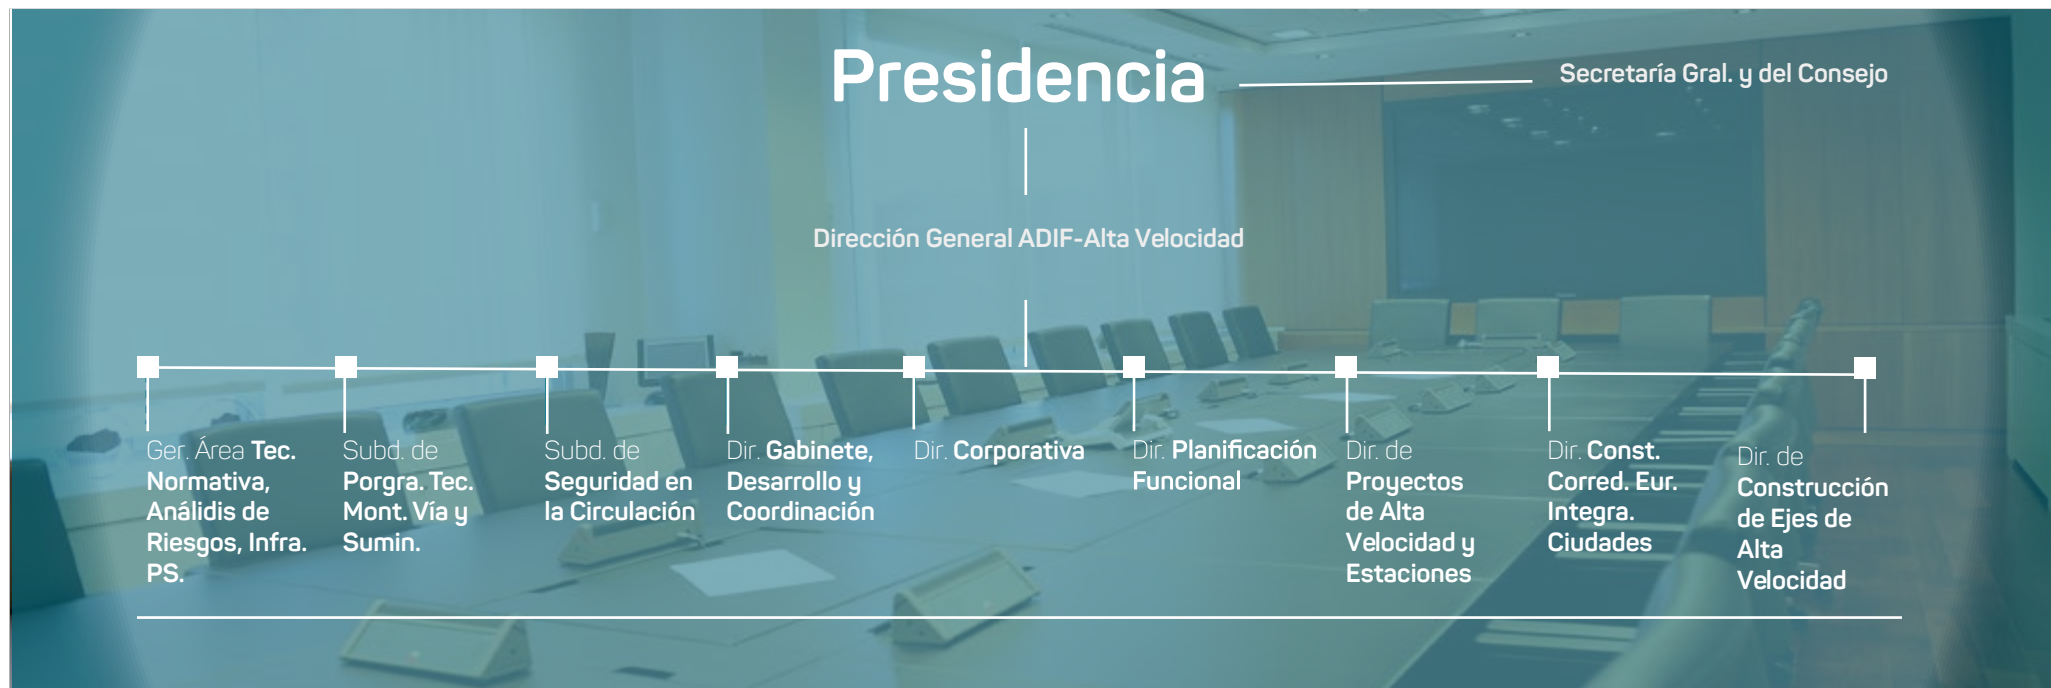 Presidencia
Secretaría Gral. y del Consejo
Dirección General ADIF-Alta Velocidad
Ger. Área Tec.
Normativa,
Análidis de
Riesgos, Infra.
PS.
Subd. de
Porgra. Tec.
Mont. Vía y
Sumin.
Subd. de
Seguridad en
la Circulación
Dir. Gabinete,
Desarrollo y
Coordinación
Dir. Corporativa
Dir. Planificación
Funcional
Dir. de
Proyectos
de Alta
Velocidad y
Estaciones
Dir. Const.
Corred. Eur.
Integra.
Ciudades
Dir. de
Construcción
de Ejes de
Alta
Velocidad